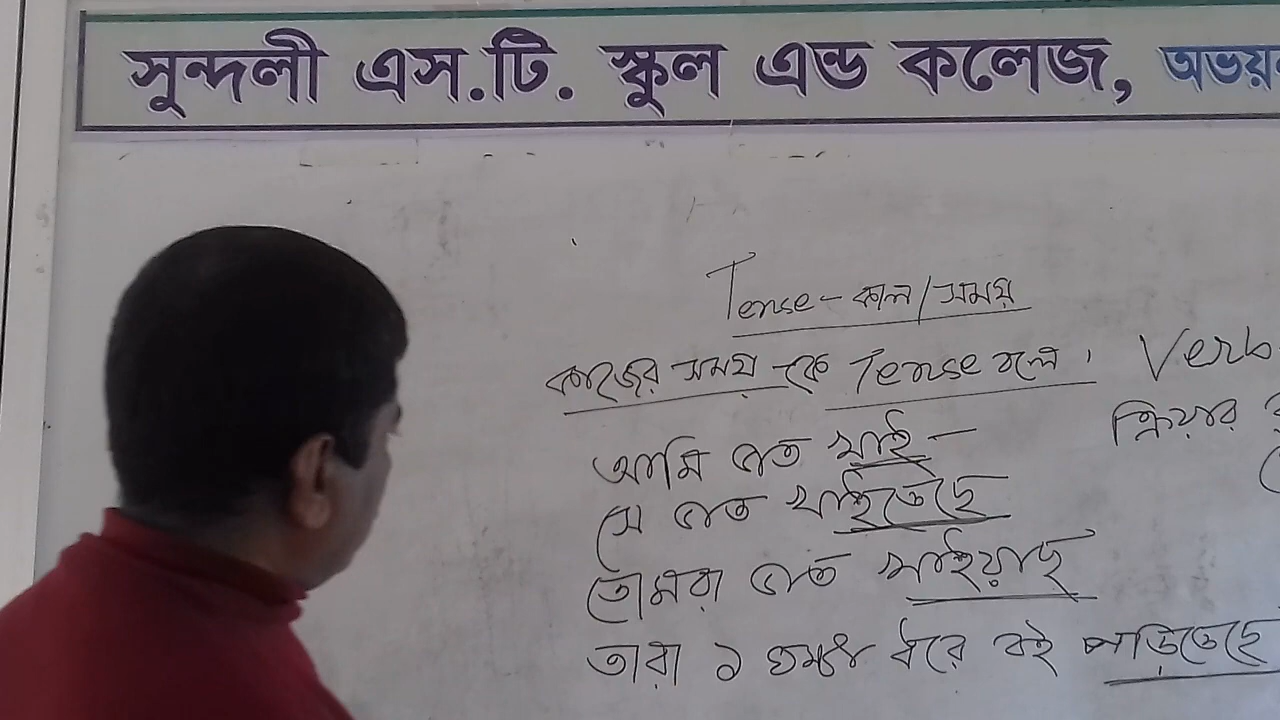 সুন্দলী এস.টি. স্কুল এন্ড কলেজ, অভয়
Tense - কাল/সময়
কাজের সময় কে Tense বলে। Verb
ক্রিয়ার
আমি ভাত খাই -
সে ভাত খাইতেছে
তোমরা ভাত খাইয়াছ
তারা ১ ধরে বই পড়িতেছে